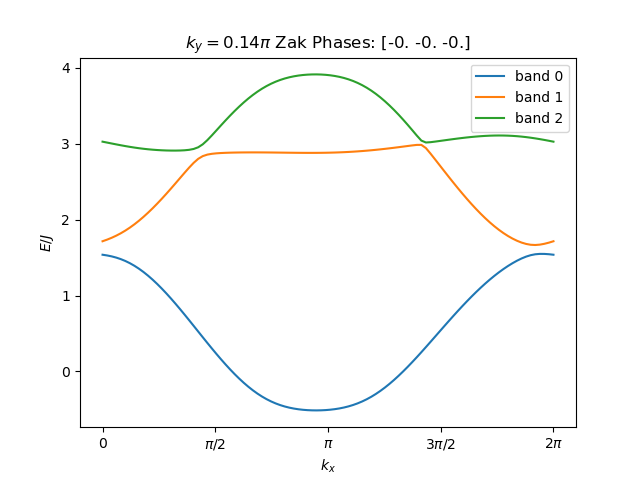 k_y = 0.14π Zak Phases: [-0. -0. -0.]
band 0
band 1
band 2
E/J
4
3
2
1
0
0
π/2
π
3π/2
2π
k_x